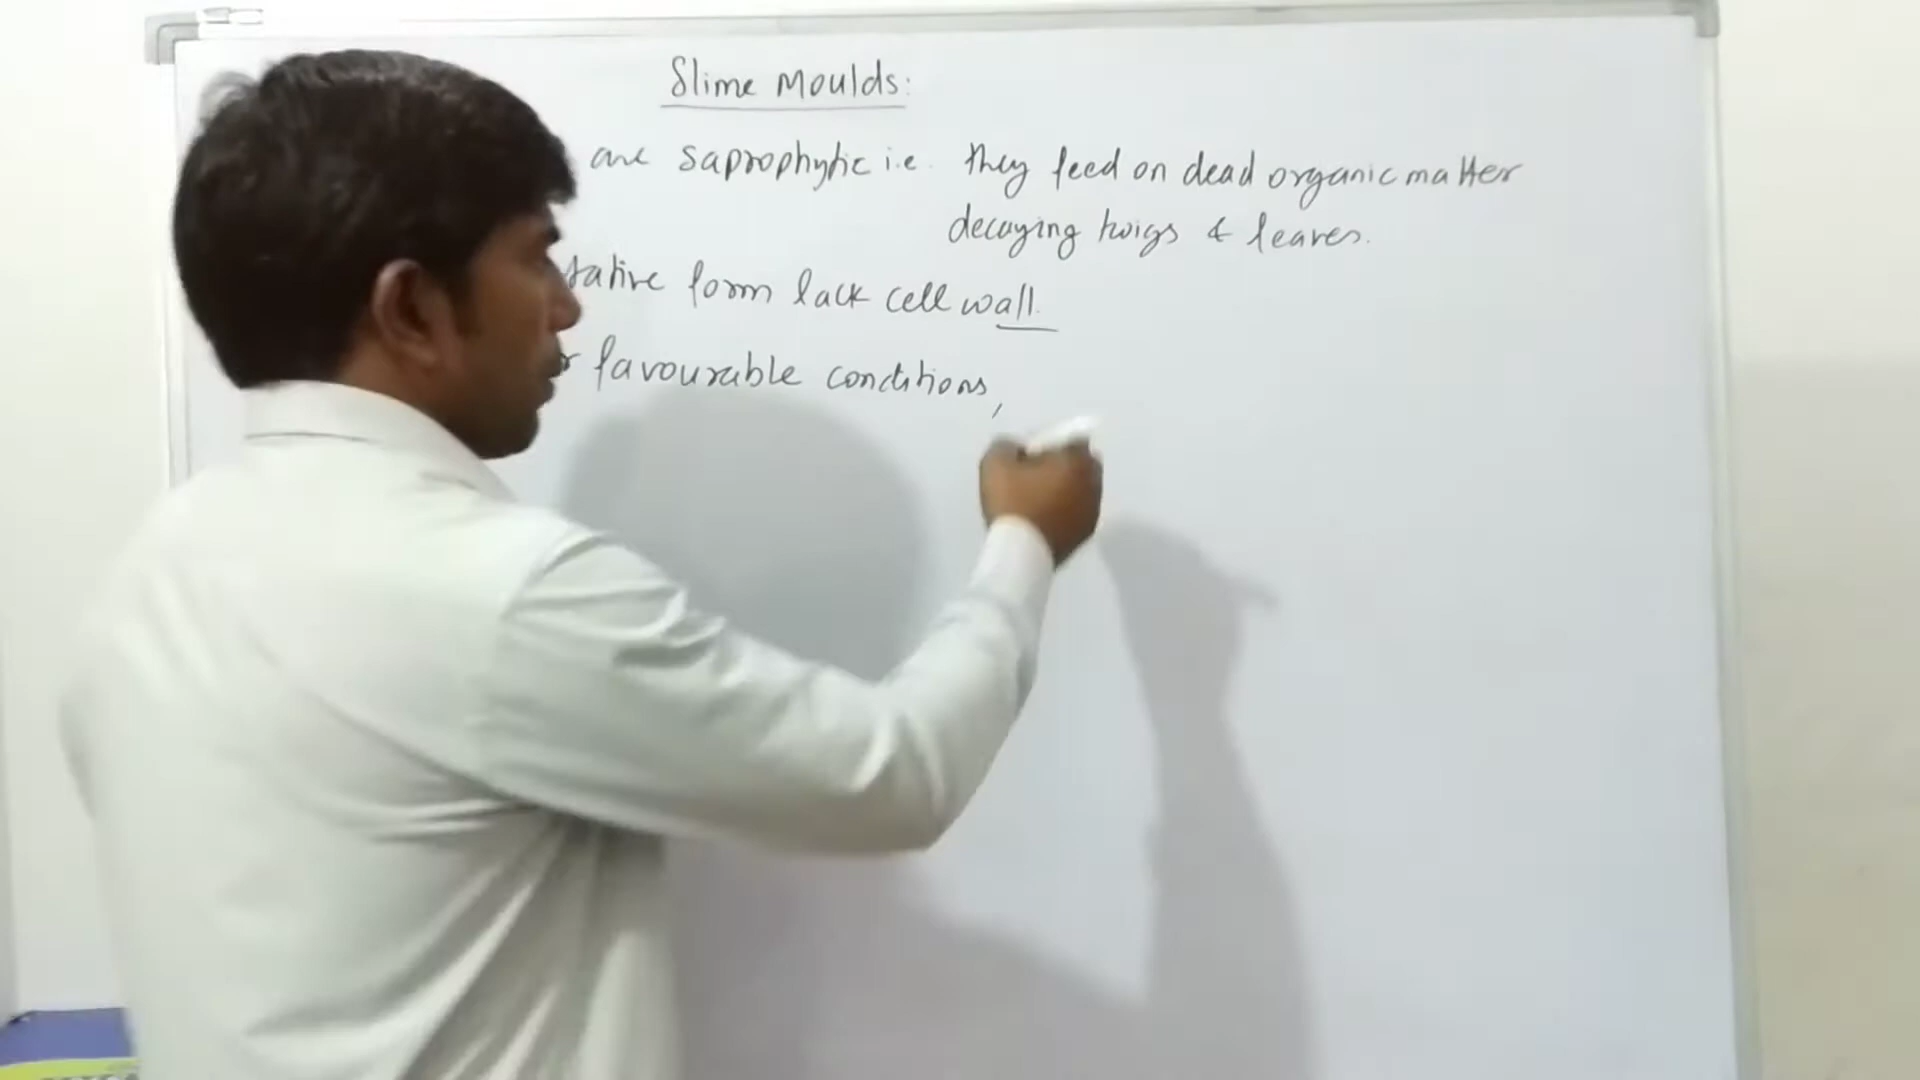 Slime Moulds:
are saprophytic i.e. they feed on dead organic matter
decaying twigs & leaves.
tative form lack cell wall.
r favourable conditions,